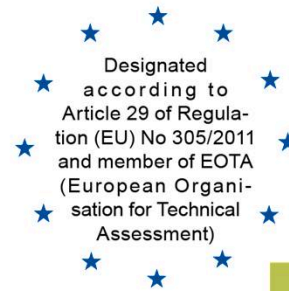 Designated
according to
Article 29 of Regula-
tion (EU) No 305/2011
and member of EOTA
(European Organi-
sation for Technical
Assessment)